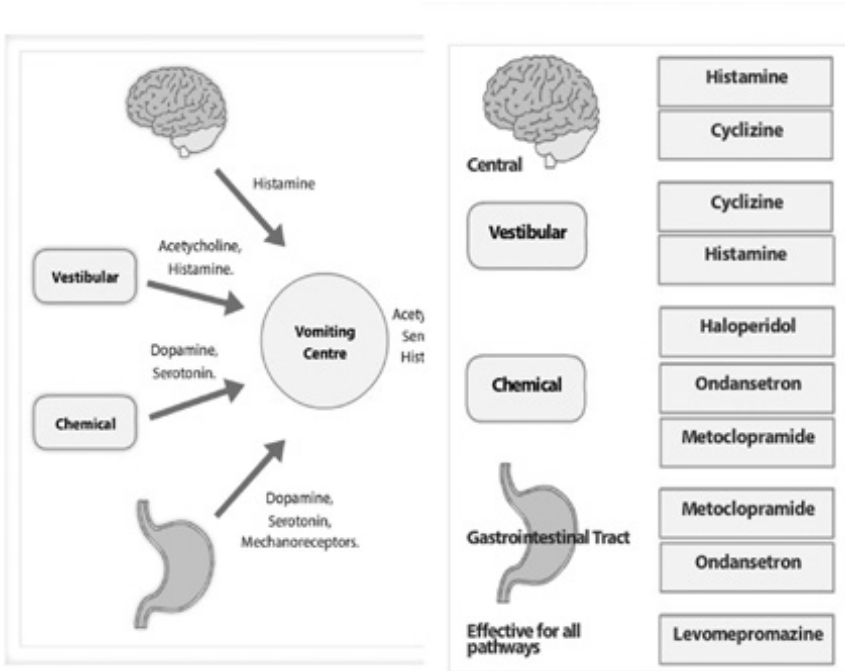 Histamine
Acetycholine,
Histamine.
Vestibular
Dopamine,
Serotonin.
Vomiting
Centre
Chemical
Dopamine,
Serotonin,
Mechanoreceptors.
Central
Histamine
Cyclizine
Vestibular
Cyclizine
Histamine
Chemical
Haloperidol
Ondansetron
Metoclopramide
Gastrointestinal Tract
Metoclopramide
Ondansetron
Effective for all
pathways
Levomepromazine